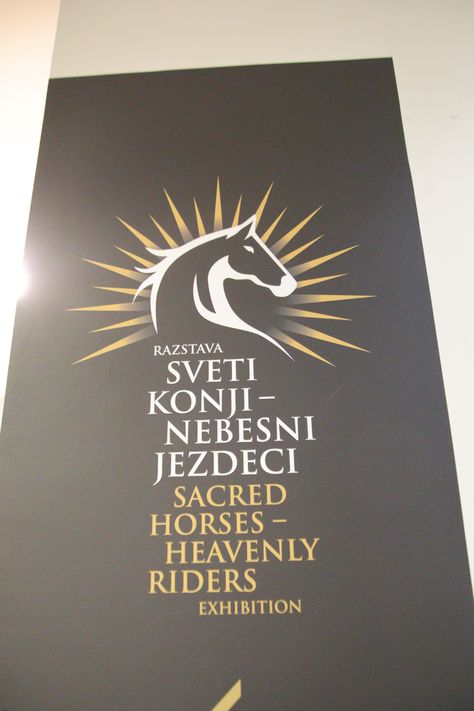 RAZSTAVA
SVETI
KONJI –
NEBESNI
JEZDECI
SACRED
HORSES –
HEAVENLY
RIDERS
EXHIBITION